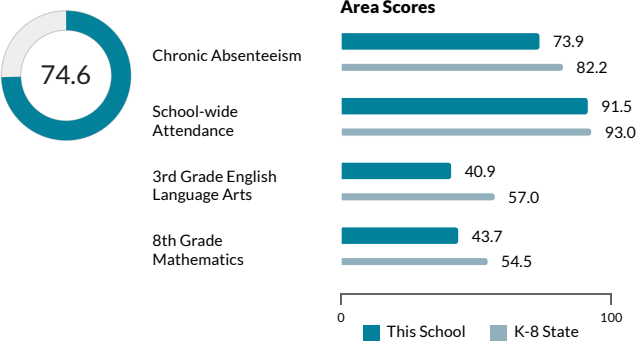 74.6
Area Scores
Chronic Absenteeism
73.9
82.2
School-wide
Attendance
91.5
93.0
3rd Grade English
Language Arts
40.9
57.0
8th Grade
Mathematics
43.7
54.5
0
100
This School
K-8 State